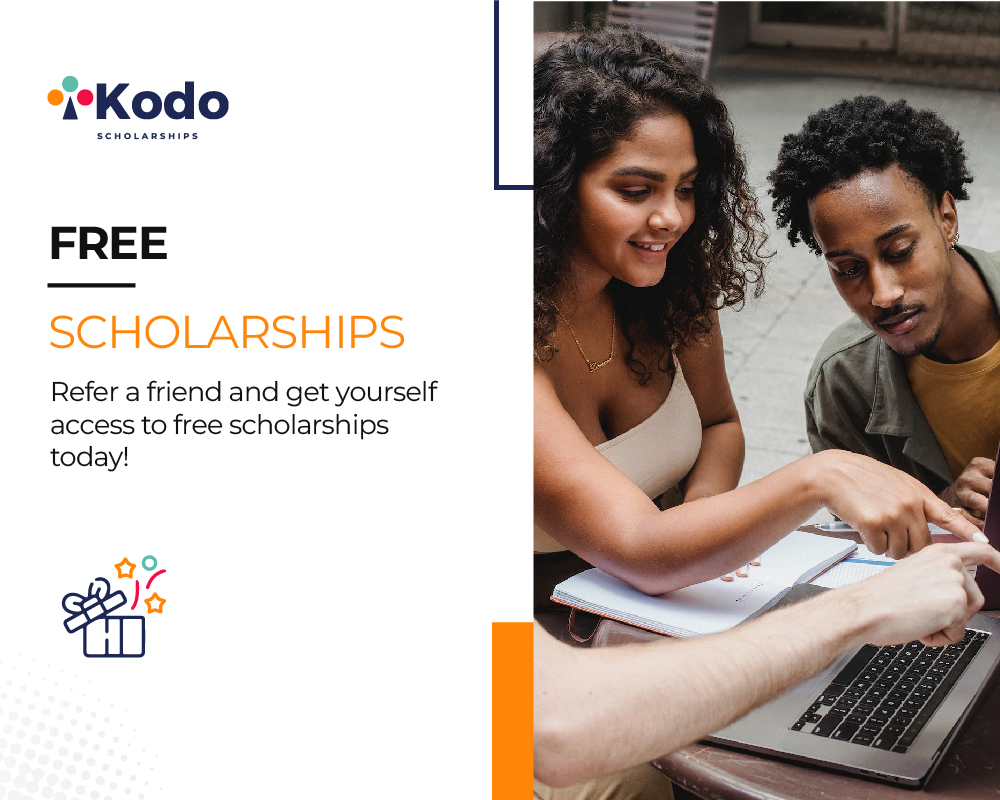 Kodo
SCHOLARSHIPS
FREE
SCHOLARSHIPS
Refer a friend and get yourself
access to free scholarships
today!